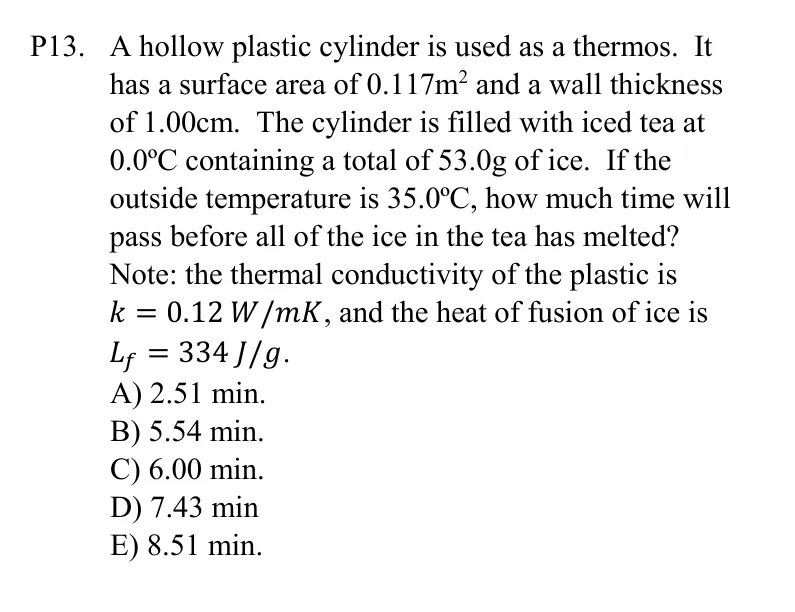 P13. A hollow plastic cylinder is used as a thermos. It
has a surface area of 0.117m² and a wall thickness
of 1.00cm. The cylinder is filled with iced tea at
0.0ºC containing a total of 53.0g of ice. If the
outside temperature is 35.0ºC, how much time will
pass before all of the ice in the tea has melted?
Note: the thermal conductivity of the plastic is
k = 0.12 W/mK, and the heat of fusion of ice is
L_f = 334 J/g.
A) 2.51 min.
B) 5.54 min.
C) 6.00 min.
D) 7.43 min
E) 8.51 min.